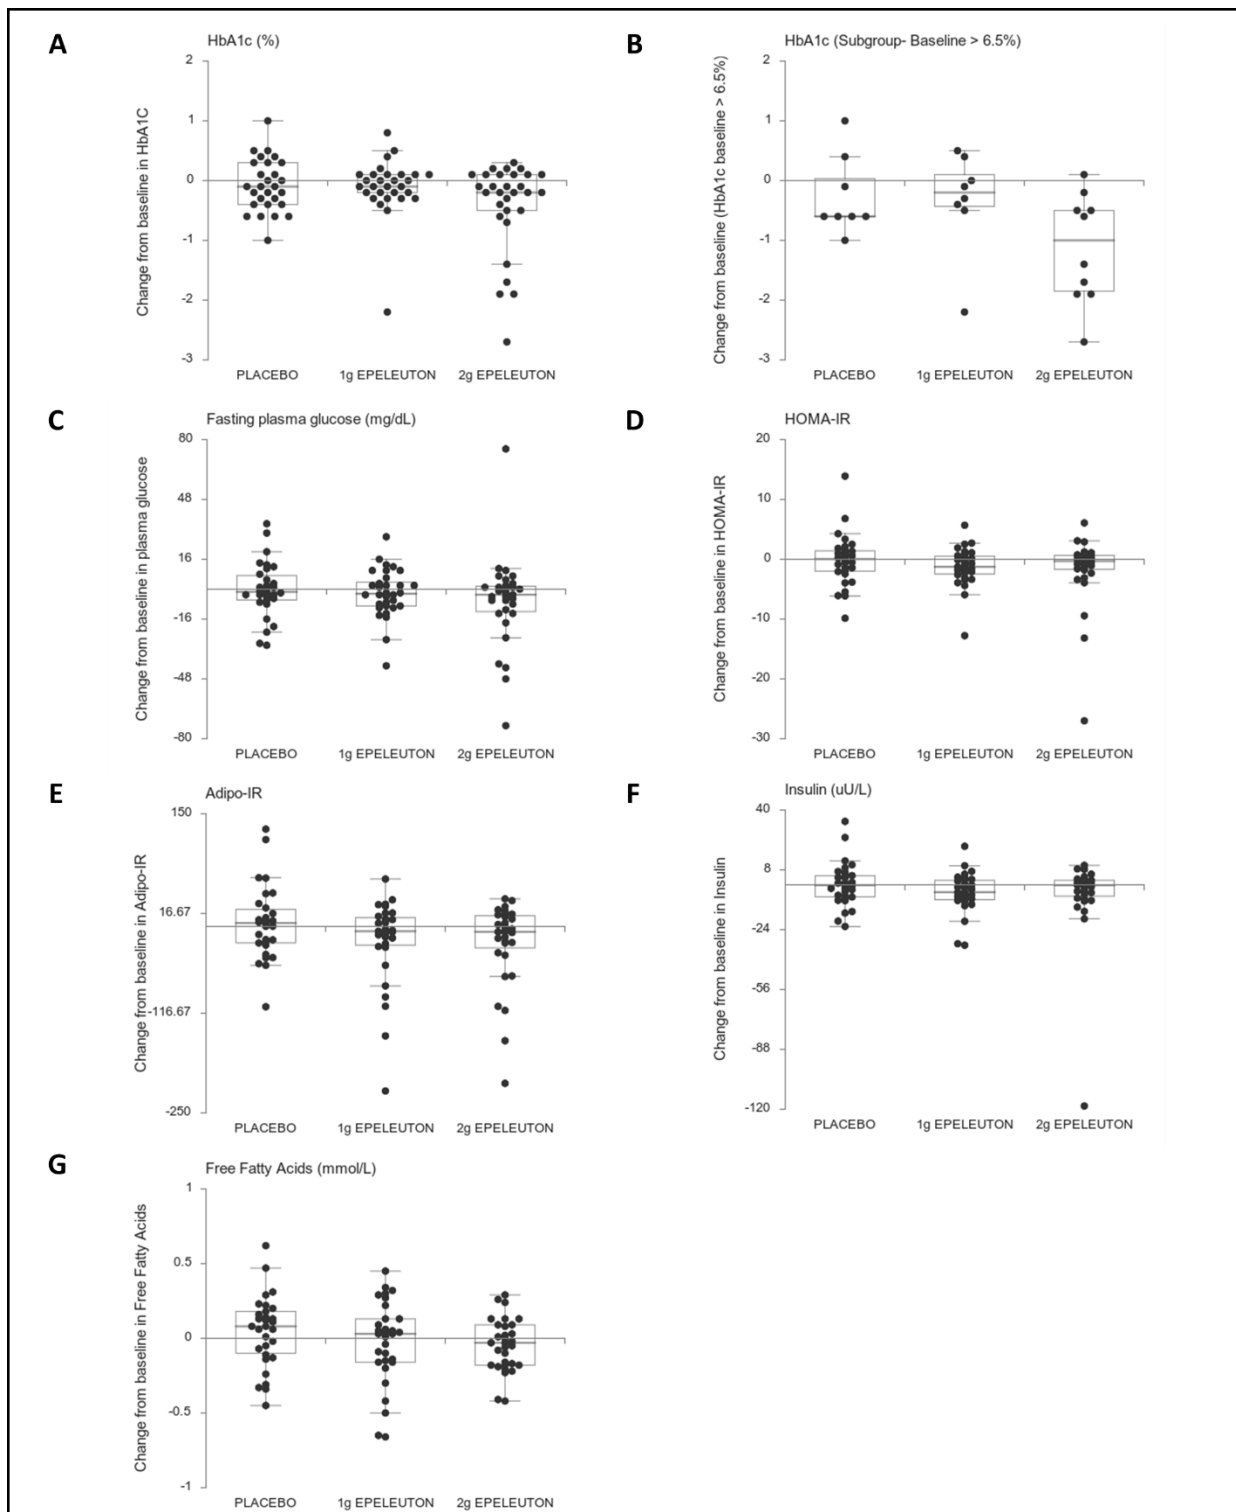 A
HbA1c (%)
Change from baseline in HbA1C
2
1
0
-1
-2
-3
PLACEBO 1g EPELEUTON 2g EPELEUTON
B
HbA1c (Subgroup- Baseline > 6.5%)
Change from baseline (HbA1c baseline > 6.5%)
2
1
0
-1
-2
-3
PLACEBO 1g EPELEUTON 2g EPELEUTON
C
Fasting plasma glucose (mg/dL)
Change from baseline in plasma glucose
80
48
16
-16
-48
-80
PLACEBO 1g EPELEUTON 2g EPELEUTON
D
HOMA-IR
Change from baseline in HOMA-IR
20
10
0
-10
-20
-30
PLACEBO 1g EPELEUTON 2g EPELEUTON
E
Adipo-IR
Change from baseline in Adipo-IR
150
16.67
-116.67
-250
PLACEBO 1g EPELEUTON 2g EPELEUTON
F
Insulin (uU/L)
Change from baseline in Insulin
40
8
-24
-56
-88
-120
PLACEBO 1g EPELEUTON 2g EPELEUTON
G
Free Fatty Acids (mmol/L)
Change from baseline in Free Fatty Acids
1
0.5
0
-0.5
-1
PLACEBO 1g EPELEUTON 2g EPELEUTON